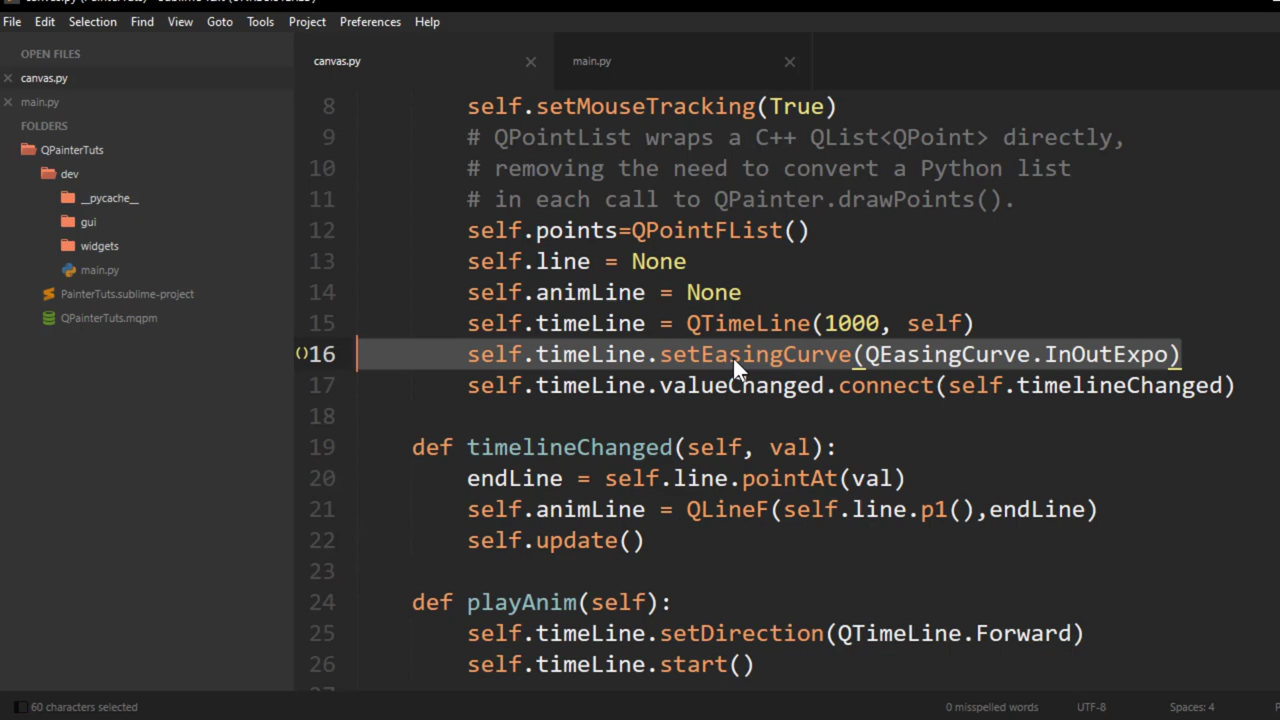 File Edit Selection Find View Goto Tools Project Preferences Help
OPEN FILES
canvas.py
main.py
FOLDERS
QPainterTuts
dev
__pycache__
gui
widgets
main.py
PainterTuts.sublime-project
QPainterTuts.mqpm
canvas.py
main.py
8 self.setMouseTracking(True)
9 # QPointList wraps a C++ QList<QPoint> directly,
10 # removing the need to convert a Python list
11 # in each call to QPainter.drawPoints().
12 self.points=QPointFList()
13 self.line = None
14 self.animLine = None
15 self.timeLine = QTimeLine(1000, self)
16 self.timeLine.setEasingCurve(QEasingCurve.InOutExpo)
17 self.timeLine.valueChanged.connect(self.timelineChanged)
18
19 def timelineChanged(self, val):
20 endLine = self.line.pointAt(val)
21 self.animLine = QLineF(self.line.p1(),endLine)
22 self.update()
23
24 def playAnim(self):
25 self.timeLine.setDirection(QTimeLine.Forward)
26 self.timeLine.start()
60 characters selected
0 misspelled words
UTF-8
Spaces: 4